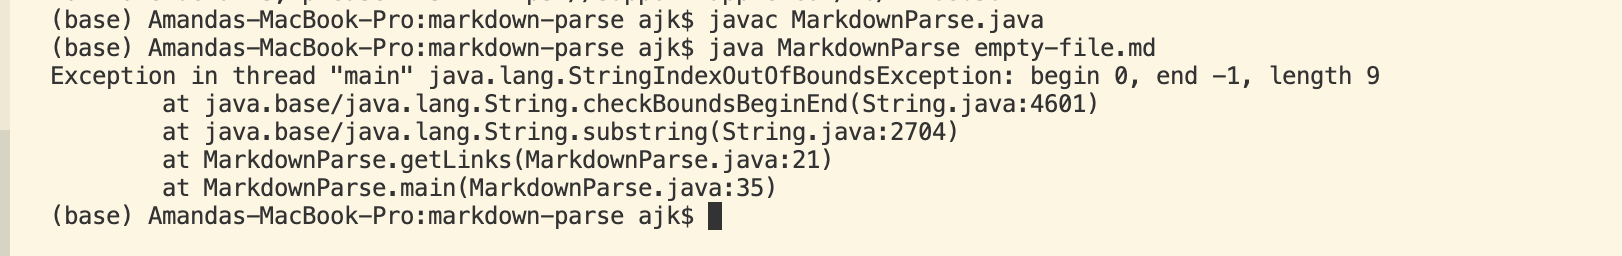 (base) Amandas-MacBook-Pro:markdown-parse ajk$ javac MarkdownParse.java
(base) Amandas-MacBook-Pro:markdown-parse ajk$ java MarkdownParse empty-file.md
Exception in thread "main" java.lang.StringIndexOutOfBoundsException: begin 0, end -1, length 9
        at java.base/java.lang.String.checkBoundsBeginEnd(String.java:4601)
        at java.base/java.lang.String.substring(String.java:2704)
        at MarkdownParse.getLinks(MarkdownParse.java:21)
        at MarkdownParse.main(MarkdownParse.java:35)
(base) Amandas-MacBook-Pro:markdown-parse ajk$